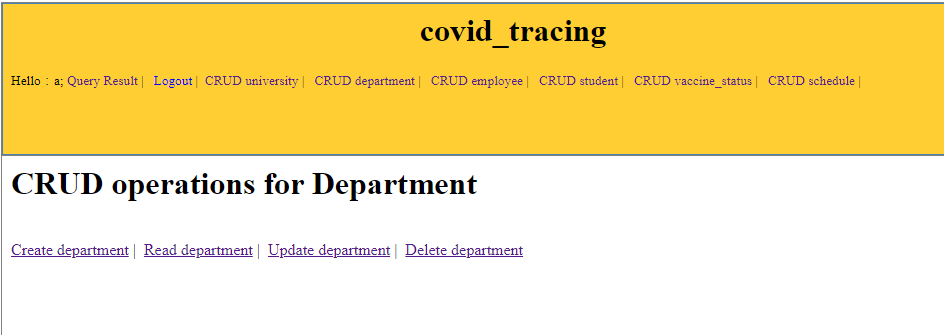 covid_tracing
Hello : a; Query Result | Logout | CRUD university | CRUD department | CRUD employee | CRUD student | CRUD vaccine_status | CRUD schedule |
CRUD operations for Department
Create department | Read department | Update department | Delete department